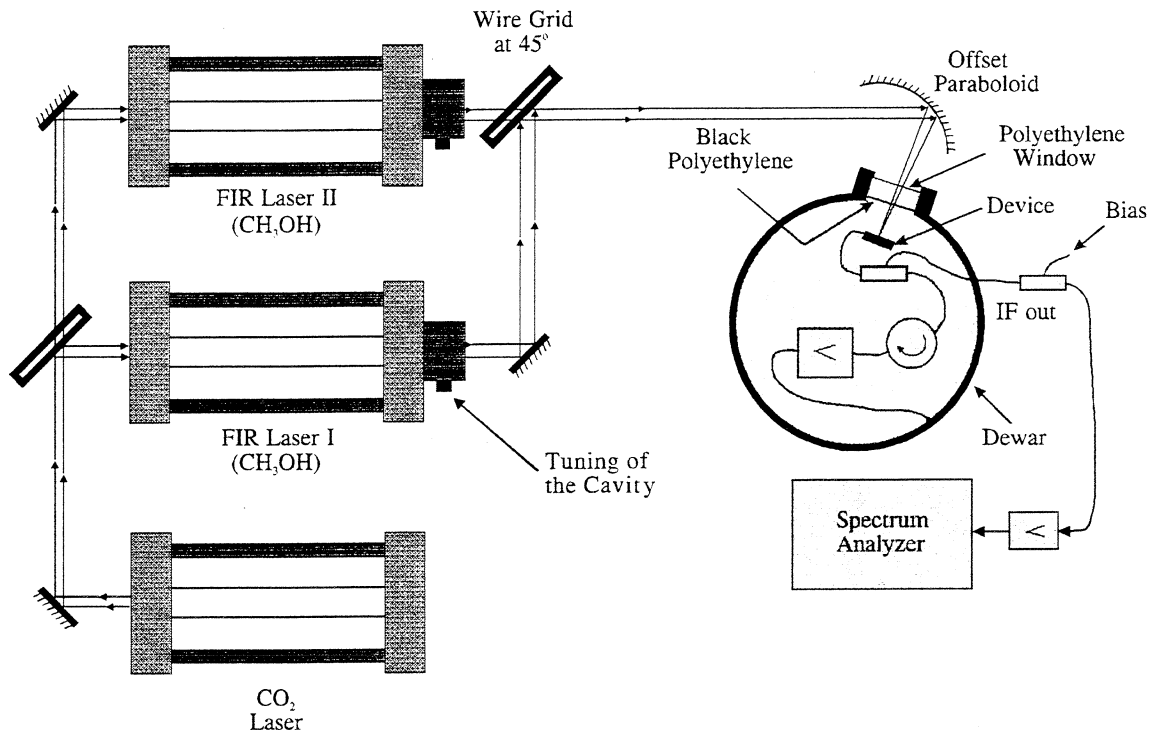 Wire Grid
at 45°
Offset
Paraboloid
Black
Polyethylene
Polyethylene
Window
FIR Laser II
(CH₃OH)
Device
Bias
IF out
FIR Laser I
(CH₃OH)
Dewar
Tuning of
the Cavity
Spectrum
Analyzer
CO₂
Laser